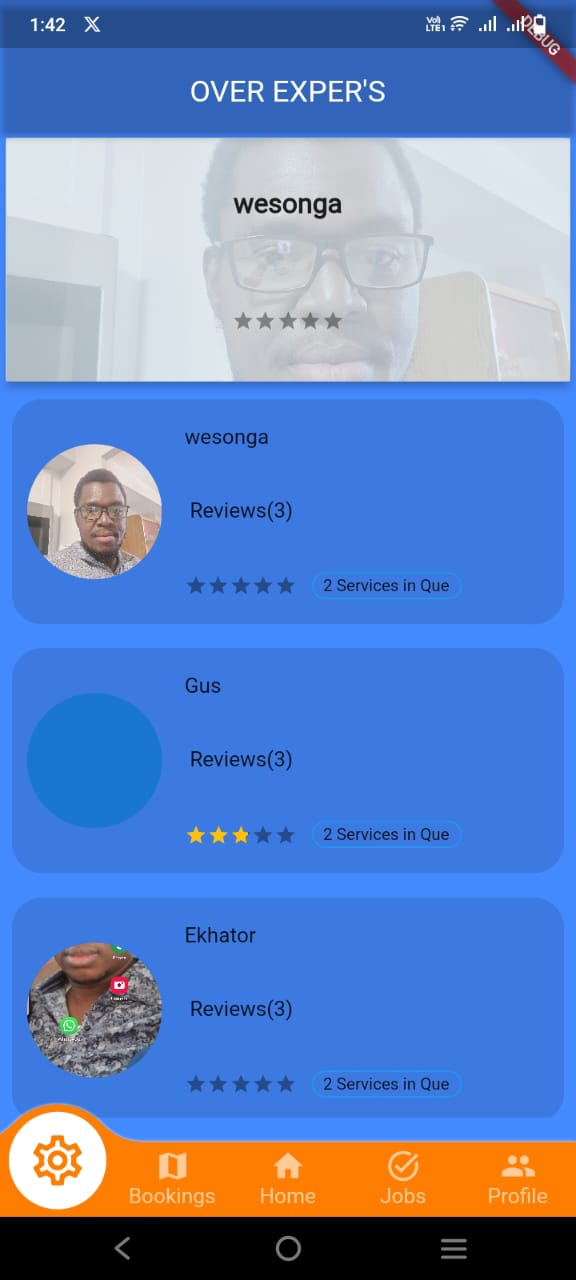 1:42
Vo)
LTE1
DEBUG
OVER EXPER'S
wesonga
wesonga
Reviews(3)
2 Services in Que
Gus
Reviews(3)
2 Services in Que
Ekhator
Reviews(3)
2 Services in Que
Bookings
Home
Jobs
Profile